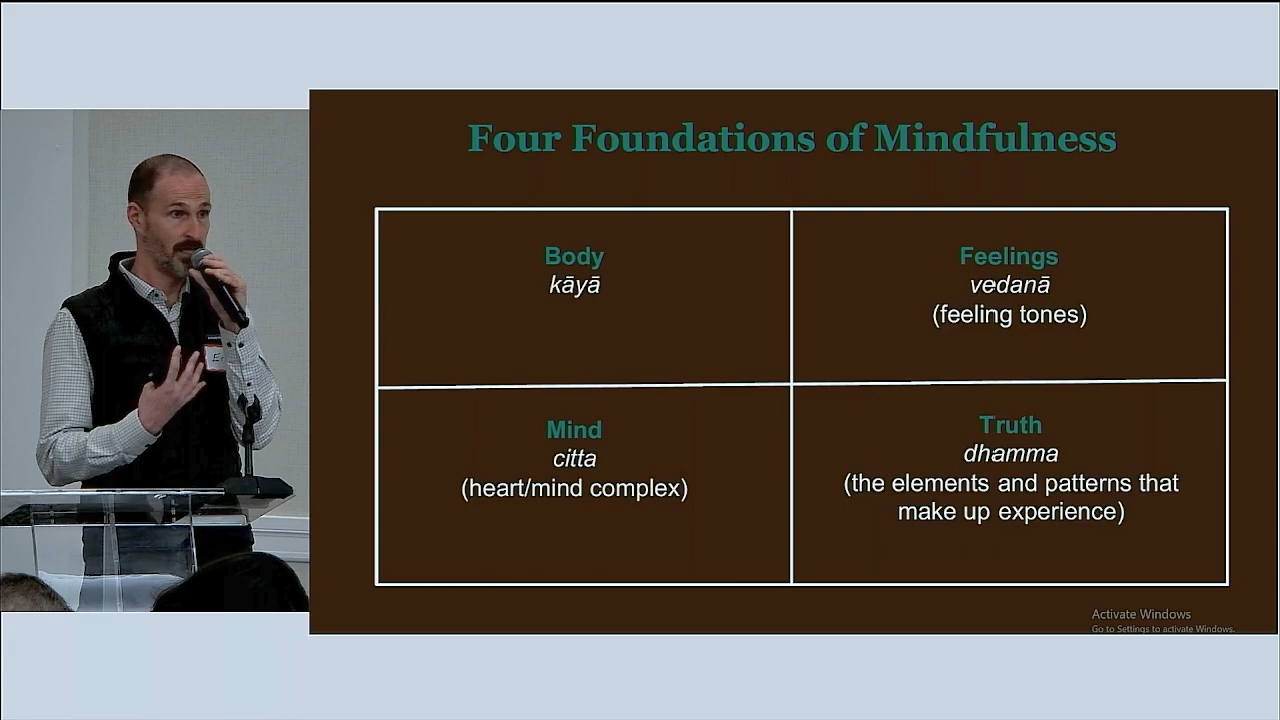 Four Foundations of Mindfulness
Body
kāyā
Feelings
vedanā
(feeling tones)
Mind
citta
(heart/mind complex)
Truth
dhamma
(the elements and patterns that
make up experience)
Activate Windows
Go to Settings to activate Windows.